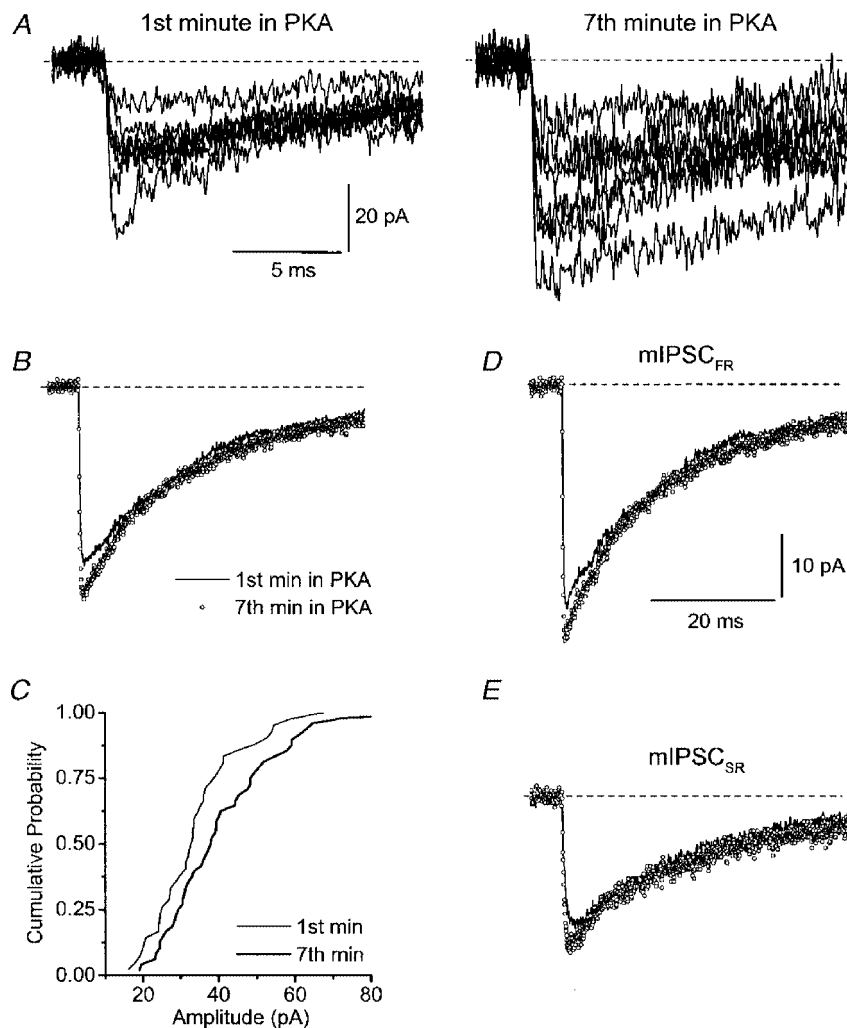 A
1st minute in PKA
7th minute in PKA
20 pA
5 ms
B
1st min in PKA
7th min in PKA
D
mIPSC_FR
10 pA
20 ms
C
Cumulative Probability
1.00
0.75
0.50
0.25
0.00
1st min
7th min
20 40 60 80
Amplitude (pA)
E
mIPSC_SR